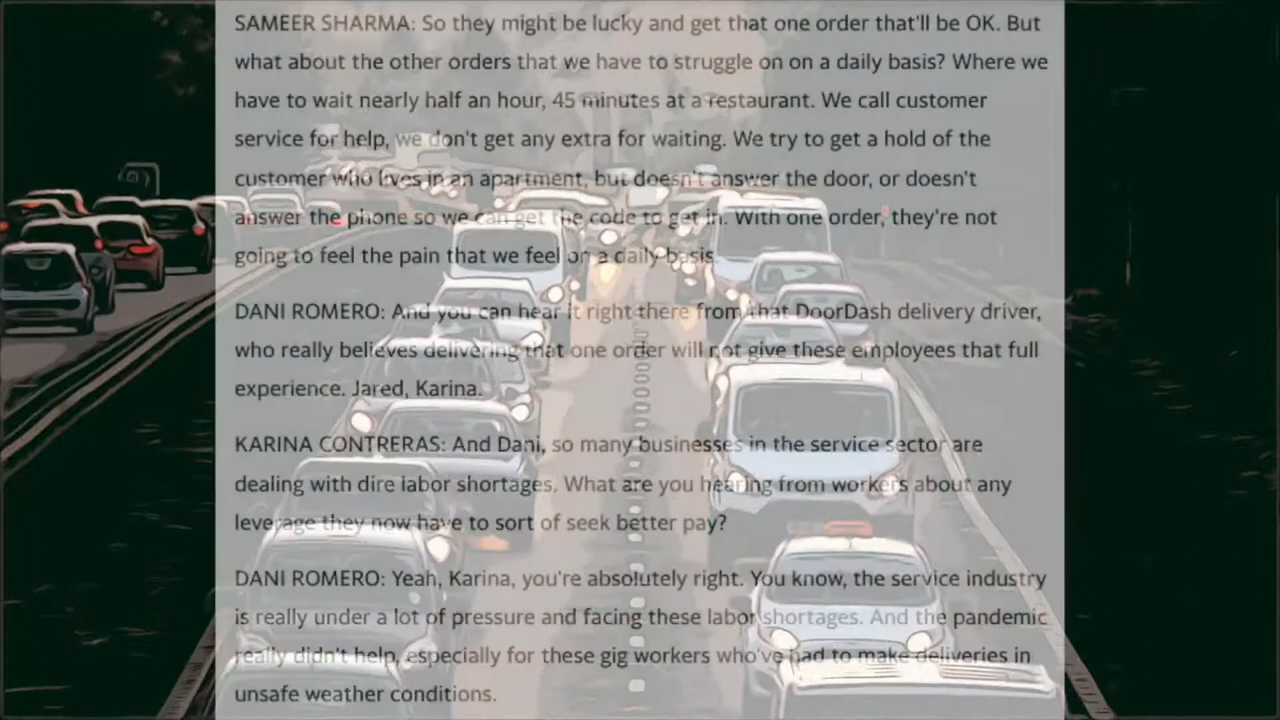 SAMEER SHARMA: So they might be lucky and get that one order that'll be OK. But
what about the other orders that we have to struggle on on a daily basis? Where we
have to wait nearly half an hour, 45 minutes at a restaurant. We call customer
service for help, we don't get any extra for waiting. We try to get a hold of the
customer who lives in an apartment, but doesn't answer the door, or doesn't
answer the phone so we can get the code to get in. With one order, they're not
going to feel the pain that we feel on a daily basis.
DANI ROMERO: And you can hear it right there from that DoorDash delivery driver,
who really believes delivering that one order will not give these employees that full
experience. Jared, Karina.
KARINA CONTRERAS: And Dani, so many businesses in the service sector are
dealing with dire labor shortages. What are you hearing from workers about any
leverage they now have to sort of seek better pay?
DANI ROMERO: Yeah, Karina, you're absolutely right. You know, the service industry
is really under a lot of pressure and facing these labor shortages. And the pandemic
really didn't help, especially for these gig workers who've had to make deliveries in
unsafe weather conditions.